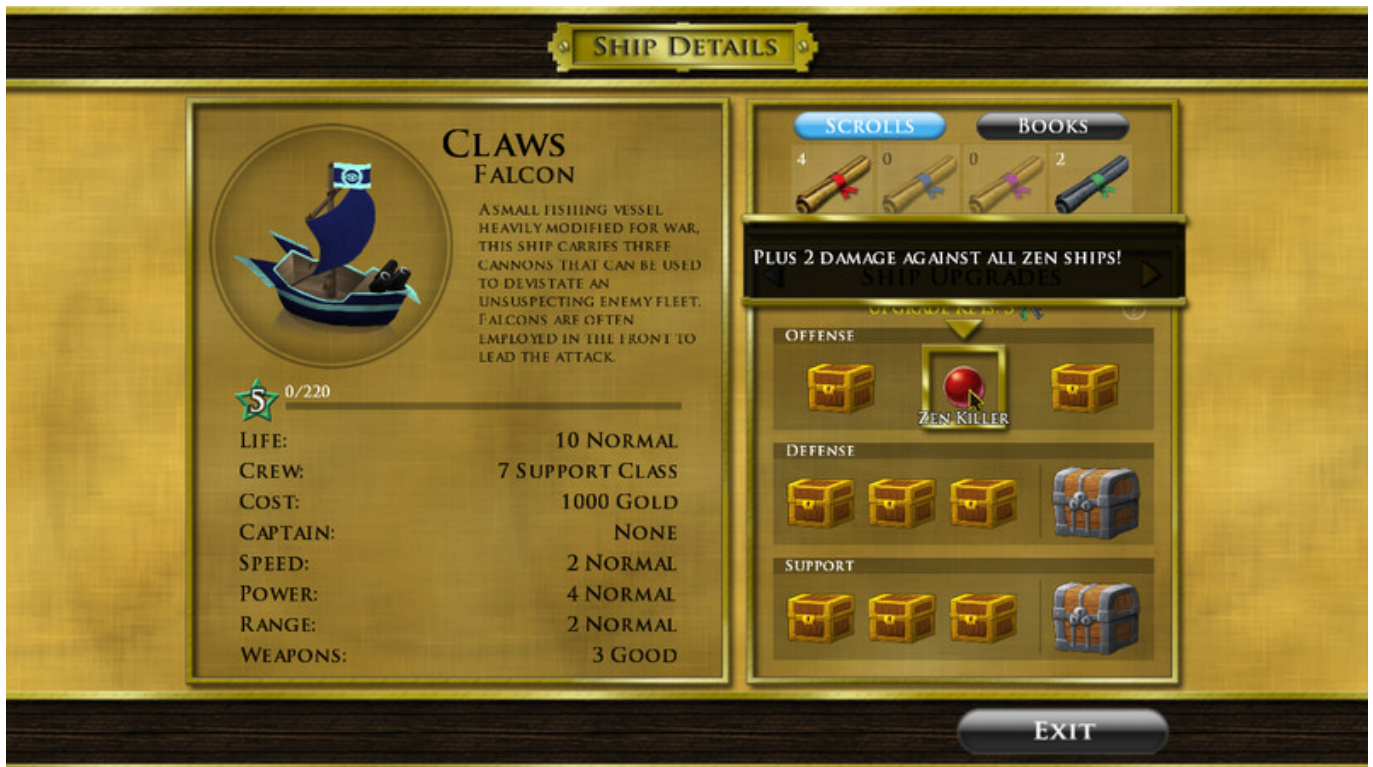 Ship Details
Claws
Falcon
A small fishing vessel
heavily modified for war,
this ship carries three
cannons that can be used
to devistate an
unsuspecting enemy fleet.
Falcons are often
employed in the front to
lead the attack.
5 0/220
Life: 10 Normal
Crew: 7 Support Class
Cost: 1000 Gold
Captain: None
Speed: 2 Normal
Power: 4 Normal
Range: 2 Normal
Weapons: 3 Good
Scrolls Books
4 0 0 2
Plus 2 damage against all zen ships!
Ship Upgrades
Offense
Zen Killer
Defense
Support
Exit